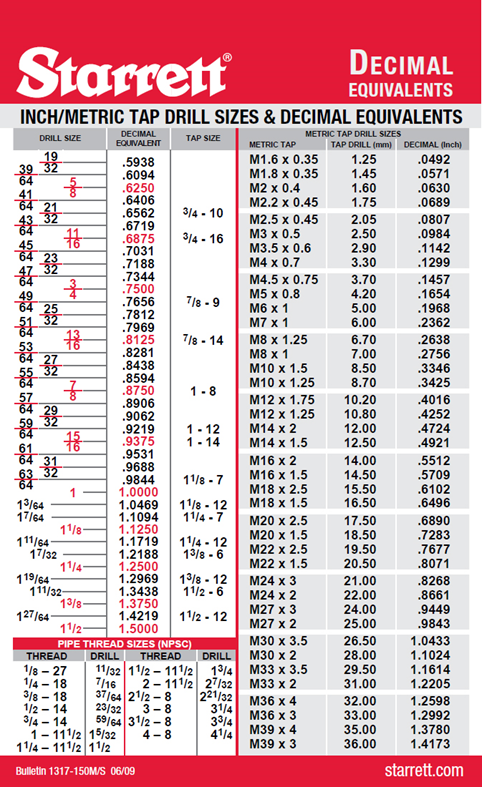 Starrett®
DECIMAL
EQUIVALENTS
INCH/METRIC TAP DRILL SIZES & DECIMAL EQUIVALENTS
DRILL SIZE DECIMAL EQUIVALENT TAP SIZE
19/32 .5938
39/64 .6094
5/8 .6250
41/64 .6406
21/32 .6562 3/4 - 10
43/64 .6719
11/16 .6875 3/4 - 16
45/64 .7031
23/32 .7188
47/64 .7344
3/4 .7500
49/64 .7656 7/8 - 9
25/32 .7812
51/64 .7969
13/16 .8125 7/8 - 14
53/64 .8281
27/32 .8438
55/64 .8594
7/8 .8750 1 - 8
57/64 .8906
29/32 .9062
59/64 .9219 1 - 12
15/16 .9375 1 - 14
61/64 .9531
31/32 .9688
63/64 .9844 1 1/8 - 7
1 1.0000
1 3/64 1.0469 1 1/8 - 12
1 7/64 1.1094 1 1/4 - 7
1 1/8 1.1250
1 11/64 1.1719 1 1/4 - 12
1 7/32 1.2188 1 3/8 - 6
1 1/4 1.2500
1 19/64 1.2969 1 3/8 - 12
1 11/32 1.3438 1 1/2 - 6
1 3/8 1.3750
1 27/64 1.4219 1 1/2 - 12
1 1/2 1.5000
PIPE THREAD SIZES (NPSC)
THREAD DRILL THREAD DRILL
1/8 – 27 11/32 1 1/2 – 11 1/2 1 3/4
1/4 – 18 7/16 2 – 11 1/2 2 7/32
3/8 – 18 37/64 2 1/2 – 8 2 21/32
1/2 – 14 23/32 3 – 8 3 1/4
3/4 – 14 59/64 3 1/2 – 8 3 3/4
1 – 11 1/2 1 5/32 4 – 8 4 1/4
1 1/4 – 11 1/2 1 1/2
METRIC TAP DRILL SIZES
METRIC TAP TAP DRILL (mm) DECIMAL (Inch)
M1.6 x 0.35 1.25 .0492
M1.8 x 0.35 1.45 .0571
M2 x 0.4 1.60 .0630
M2.2 x 0.45 1.75 .0689
M2.5 x 0.45 2.05 .0807
M3 x 0.5 2.50 .0984
M3.5 x 0.6 2.90 .1142
M4 x 0.7 3.30 .1299
M4.5 x 0.75 3.70 .1457
M5 x 0.8 4.20 .1654
M6 x 1 5.00 .1968
M7 x 1 6.00 .2362
M8 x 1.25 6.70 .2638
M8 x 1 7.00 .2756
M10 x 1.5 8.50 .3346
M10 x 1.25 8.70 .3425
M12 x 1.75 10.20 .4016
M12 x 1.25 10.80 .4252
M14 x 2 12.00 .4724
M14 x 1.5 12.50 .4921
M16 x 2 14.00 .5512
M16 x 1.5 14.50 .5709
M18 x 2.5 15.50 .6102
M18 x 1.5 16.50 .6496
M20 x 2.5 17.50 .6890
M20 x 1.5 18.50 .7283
M22 x 2.5 19.50 .7677
M22 x 1.5 20.50 .8071
M24 x 3 21.00 .8268
M24 x 2 22.00 .8661
M27 x 3 24.00 .9449
M27 x 2 25.00 .9843
M30 x 3.5 26.50 1.0433
M30 x 2 28.00 1.1024
M33 x 3.5 29.50 1.1614
M33 x 2 31.00 1.2205
M36 x 4 32.00 1.2598
M36 x 3 33.00 1.2992
M39 x 4 35.00 1.3780
M39 x 3 36.00 1.4173
Bulletin 1317-150M/S 06/09
starrett.com